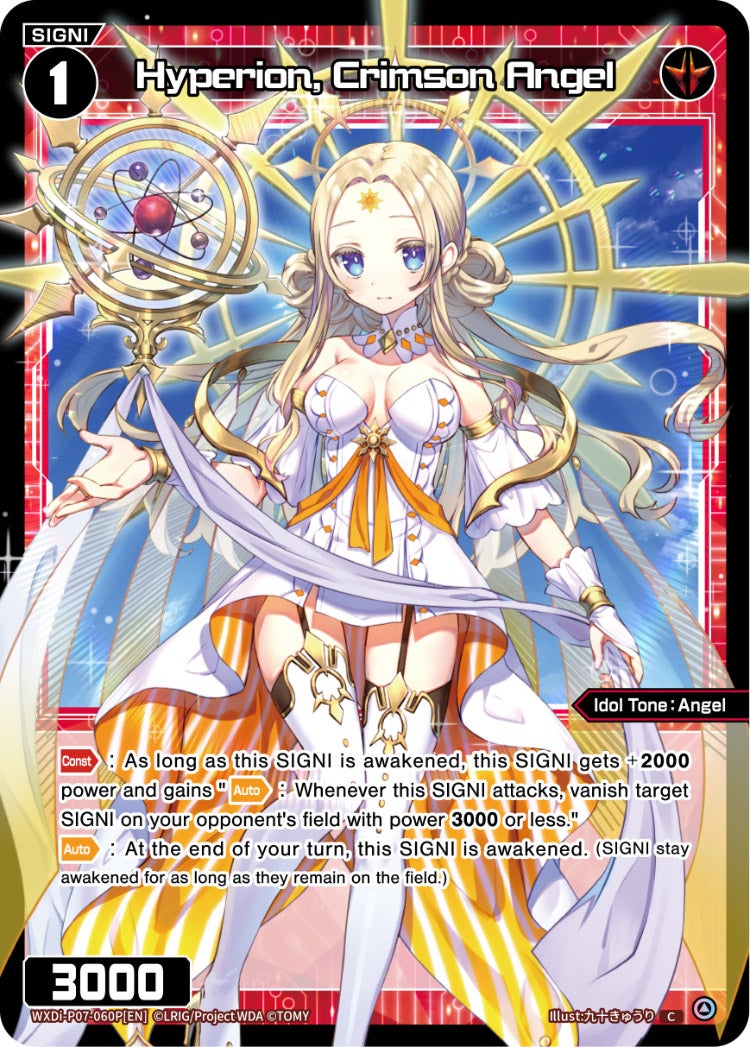 SIGNI
1
Hyperion, Crimson Angel
Idol Tone:Angel
Const : As long as this SIGNI is awakened, this SIGNI gets +2000
power and gains " Auto : Whenever this SIGNI attacks, vanish target
SIGNI on your opponent's field with power 3000 or less."
Auto : At the end of your turn, this SIGNI is awakened. (SIGNI stay
awakened for as long as they remain on the field.)
3000
WXDi-P07-060P[EN] ©LRIG/Project WDA ©TOMY
Illust:九十きゅうり C